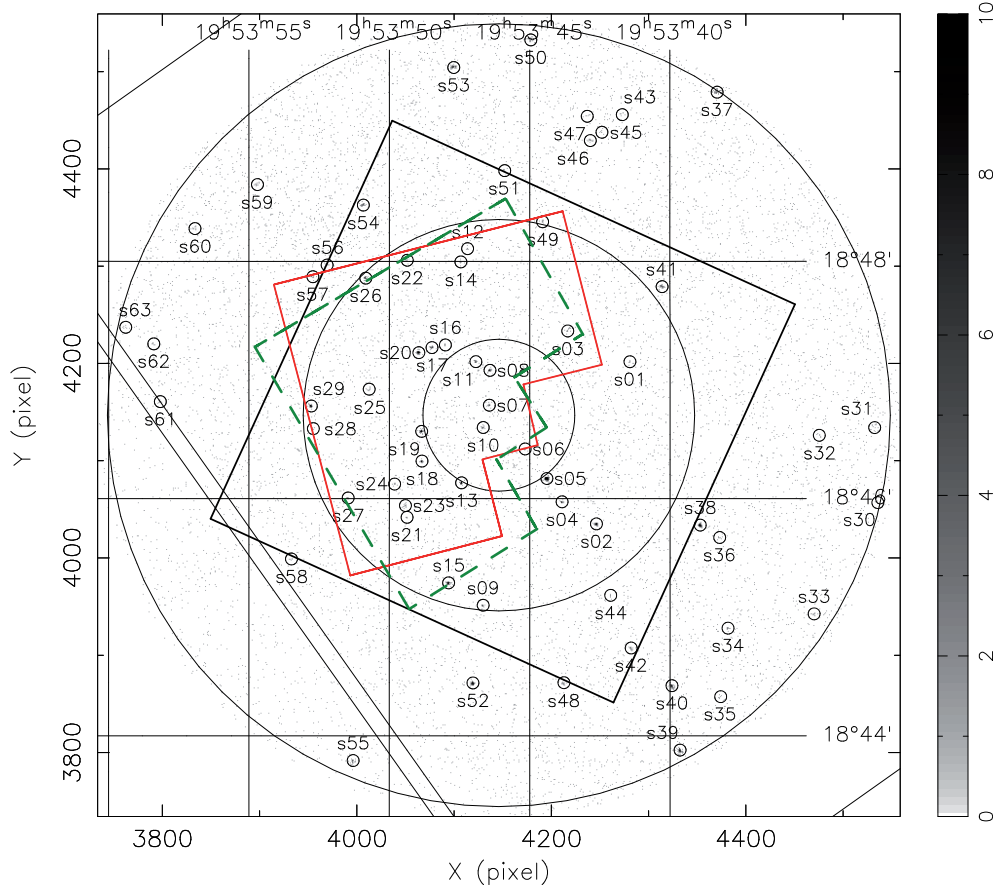 19ʰ53ᵐ55ˢ 19ʰ53ᵐ50ˢ 19ʰ53ᵐ45ˢ 19ʰ53ᵐ40ˢ
10
s50
s53
s37
s43
s47
s45
s46
4400
8
s51
s59
s54
s60
s49
s12
s56
18°48'
s22
s41
s14
s57
s26
6
s63
s16
s03
s62
s20
s17
s11
s08
s01
4200
s29
s25
s07
s31
s61
s28
s10
s32
s19
s06
s18
s05
s24
s13
18°46'
4
s23
s38
s30
s27
s04
s21
s02
s36
4000
s15
s58
s09
s33
s44
s34
s42
2
s52
s48
s40
s35
s39
18°44'
s55
3800
0
3800 4000 4200 4400
X (pixel)
Y (pixel)